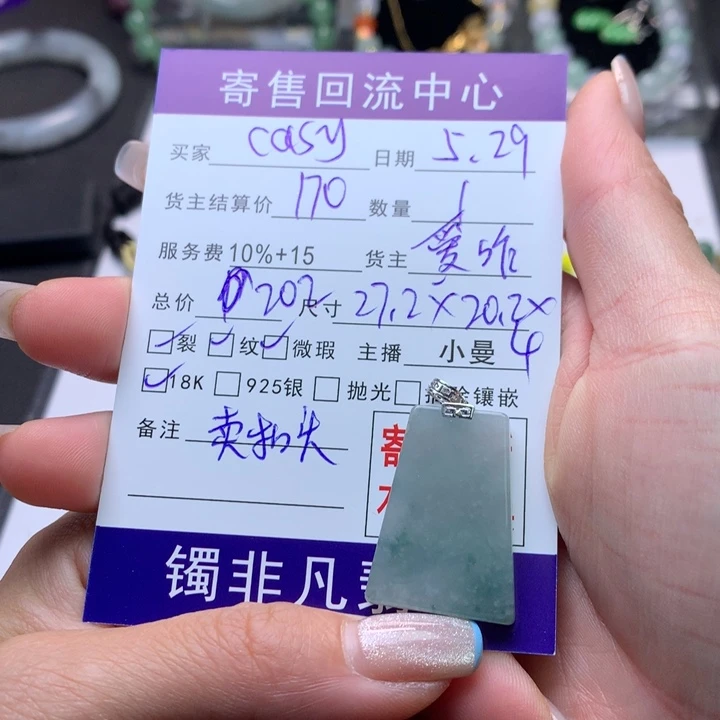 寄售回流中心
买家 casy 日期 5.29
货主结算价 170 数量 1
服务费 10%+15 货主
总价 202 尺寸 27.2×20.2×4
裂 纹 微瑕 主播 小曼
18K 925银 抛光 镶嵌
备注
寄
镯非凡